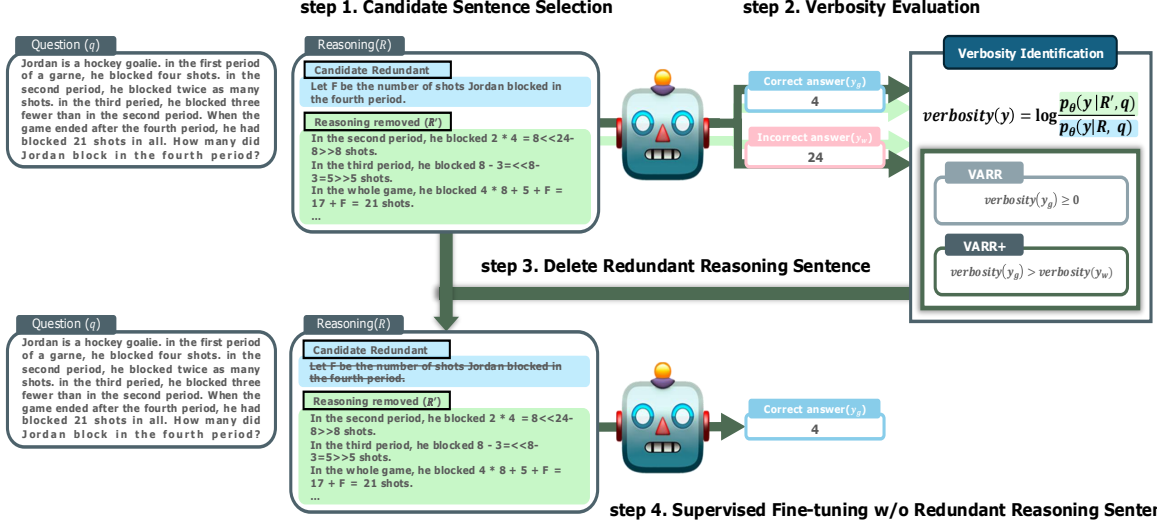 step 1. Candidate Sentence Selection
step 2. Verbosity Evaluation
Question (q)
Jordan is a hockey goalie. in the first period
of a garne, he blocked four shots. in the
second period, he blocked twice as many
shots. in the third peried, he blocked three
fewer than in the second period. When the
game ended after the fourth period, he had
blocked 21 shots in all. How many did
Jordan block in the fourth period?
Reasoning(R)
Candidate Redundant
Let F be the number of shots Jordan blocked in
the fourth period.
Reasoning removed (R′)
In the second period, he blocked 2 * 4 = 8<<24-
8>>8 shots.
In the third period, he blocked 8 - 3=<<8-
3=5>>5 shots.
In the whole game, he blocked 4 * 8 + 5 + F =
17 + F = 21 shots.
...
Correct answer(y_g)
4
Incorrect answer(y_w)
24
Verbosity Identification
verbosity(y) = log p_θ(y|R′, q) / p_θ(y|R, q)
VARR
verbosity(y_g) ≥ 0
VARR+
verbosity(y_g) > verbosity(y_w)
step 3. Delete Redundant Reasoning Sentence
Question (q)
Jordan is a hockey goalie. in the first period
of a garne, he blocked four shots. in the
second period, he blocked twice as many
shots. in the third peried, he blocked three
fewer than in the second period. When the
game ended after the fourth period, he had
blocked 21 shots in all. How many did
Jordan block in the fourth period?
Reasoning(R)
Candidate Redundant
Let F be the number of shots Jordan blocked in
the fourth period.
Reasoning removed (R′)
In the second period, he blocked 2 * 4 = 8<<24-
8>>8 shots.
In the third period, he blocked 8 - 3=<<8-
3=5>>5 shots.
In the whole game, he blocked 4 * 8 + 5 + F =
17 + F = 21 shots.
...
Correct answer(y_g)
4
step 4. Supervised Fine-tuning w/o Redundant Reasoning Senter